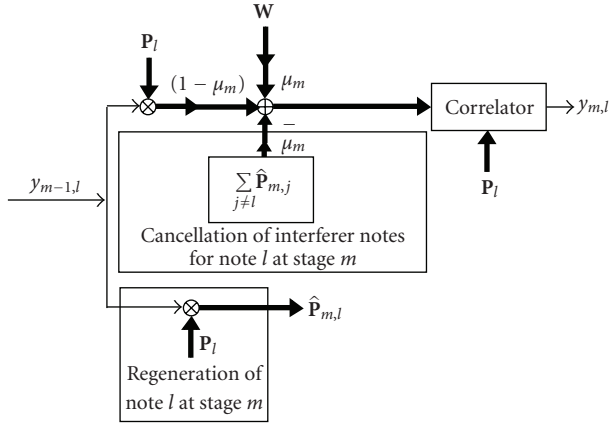 W
P_l
(1 − μ_m)
μ_m
−
μ_m
Correlator
y_{m,l}
P_l
∑_{j≠l} P̂_{m,j}
y_{m−1,l}
Cancellation of interferer notes
for note l at stage m
P̂_{m,l}
P_l
Regeneration of
note l at stage m